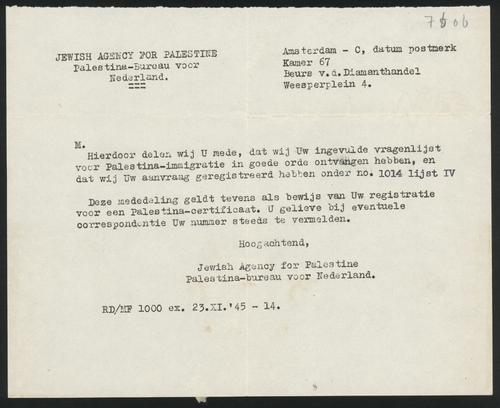 JEWISH AGENCY FOR PALESTINE
Palestina-Bureau voor
Nederland.
===
Amsterdam - C, datum postmerk
Kamer 67
Beurs v.d.Diamanthandel
Weesperplein 4.
M.
Hierdoor delen wij U mede, dat wij Uw ingevulde vragenlijst
voor Palestina-immigratie in goede orde ontvangen hebben, en
dat wij Uw aanvraag geregistreerd hebben onder no. 1014 lijst IV
Deze mededeling geldt tevens als bewijs van Uw registratie
voor een Palestina-certificaat. U gelieve bij eventuele
correspondentie Uw nummer steeds te vermelden.
Hoogachtend,
Jewish Agency for Palestine
Palestina-bureau voor Nederland.
RD/MF 1000 ex. 23.XI.'45 - 14.